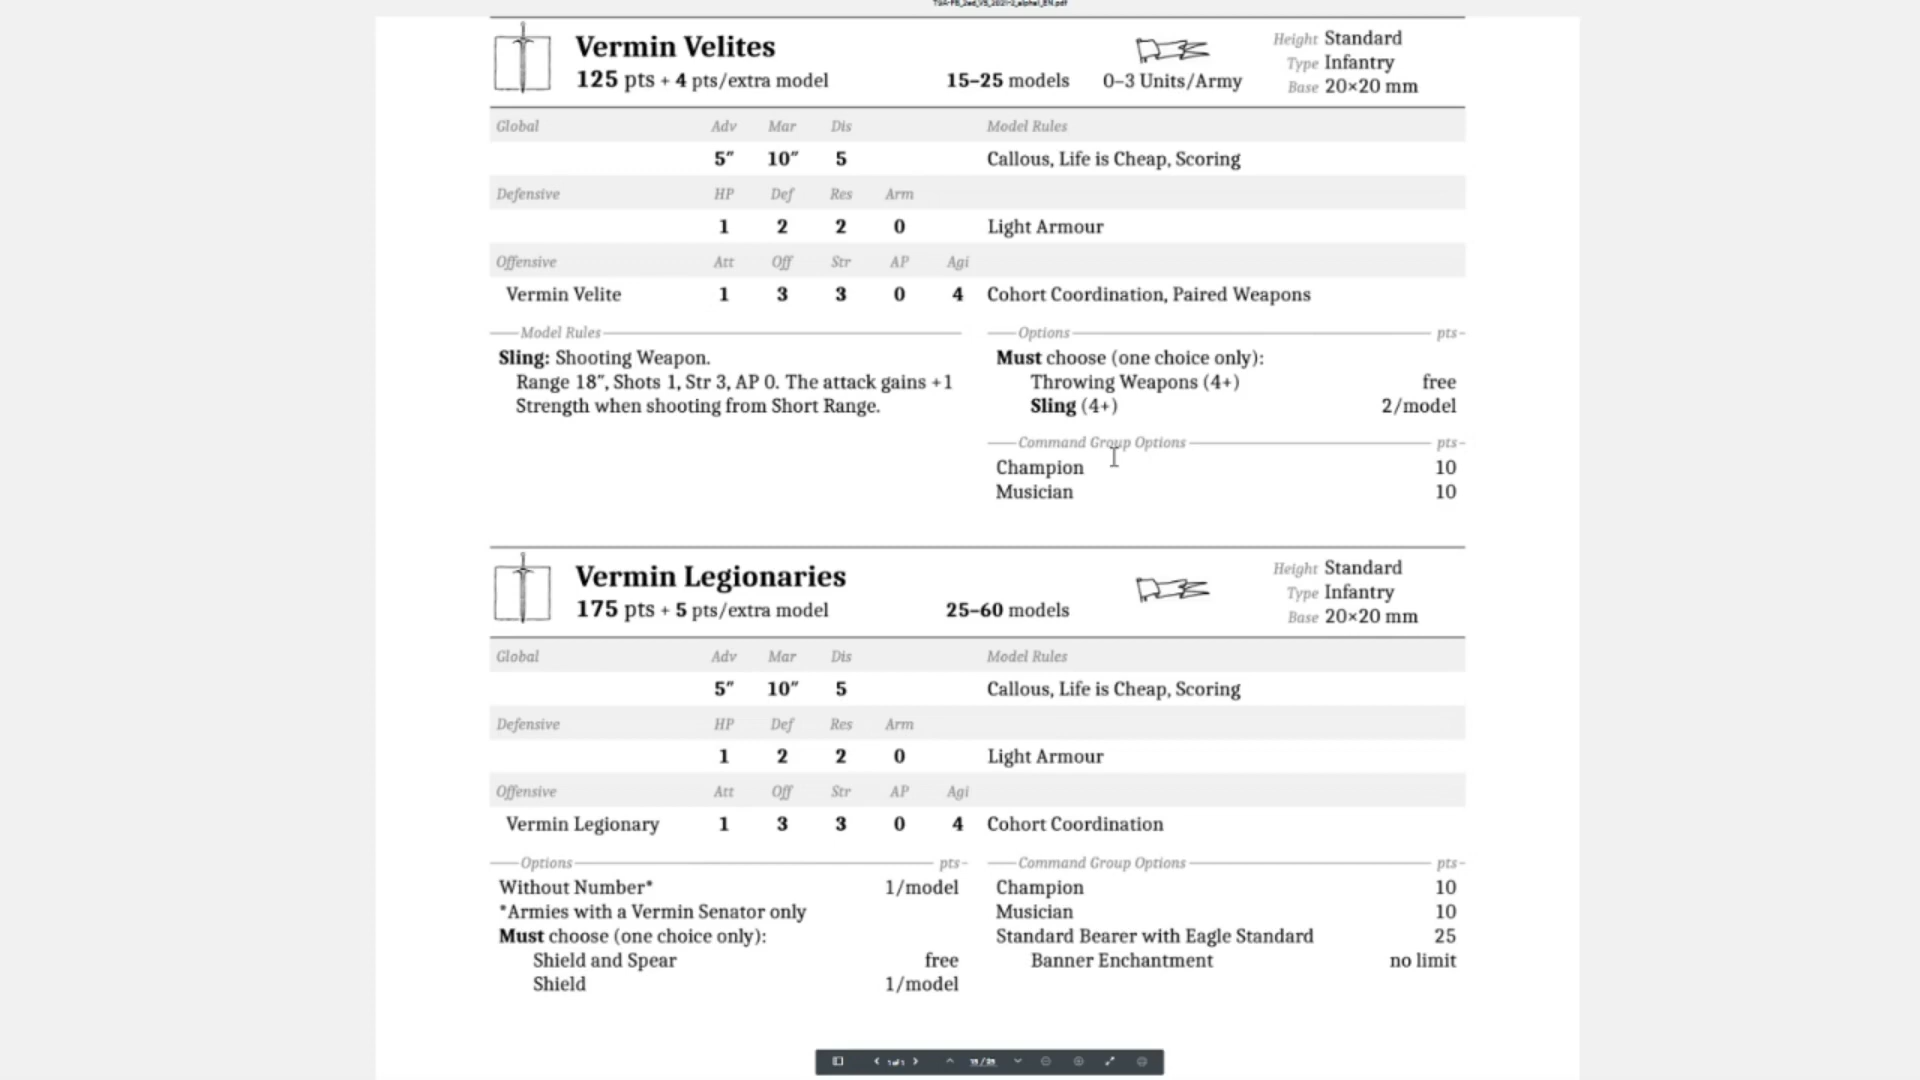 T9A-FB_2ed_VS_2021-2_alpha1_EN.pdf
Vermin Velites
125 pts + 4 pts/extra model
15–25 models
0–3 Units/Army
Height Standard
Type Infantry
Base 20×20 mm
Global Adv Mar Dis Model Rules
5″ 10″ 5 Callous, Life is Cheap, Scoring
Defensive HP Def Res Arm
1 2 2 0 Light Armour
Offensive Att Off Str AP Agi
Vermin Velite 1 3 3 0 4 Cohort Coordination, Paired Weapons
Model Rules
Sling: Shooting Weapon.
Range 18″, Shots 1, Str 3, AP 0. The attack gains +1
Strength when shooting from Short Range.
Options pts
Must choose (one choice only):
Throwing Weapons (4+) free
Sling (4+) 2/model
Command Group Options pts
Champion 10
Musician 10
Vermin Legionaries
175 pts + 5 pts/extra model
25–60 models
Height Standard
Type Infantry
Base 20×20 mm
Global Adv Mar Dis Model Rules
5″ 10″ 5 Callous, Life is Cheap, Scoring
Defensive HP Def Res Arm
1 2 2 0 Light Armour
Offensive Att Off Str AP Agi
Vermin Legionary 1 3 3 0 4 Cohort Coordination
Options pts
Without Number* 1/model
*Armies with a Vermin Senator only
Must choose (one choice only):
Shield and Spear free
Shield 1/model
Command Group Options pts
Champion 10
Musician 10
Standard Bearer with Eagle Standard 25
Banner Enchantment no limit
1 of 1